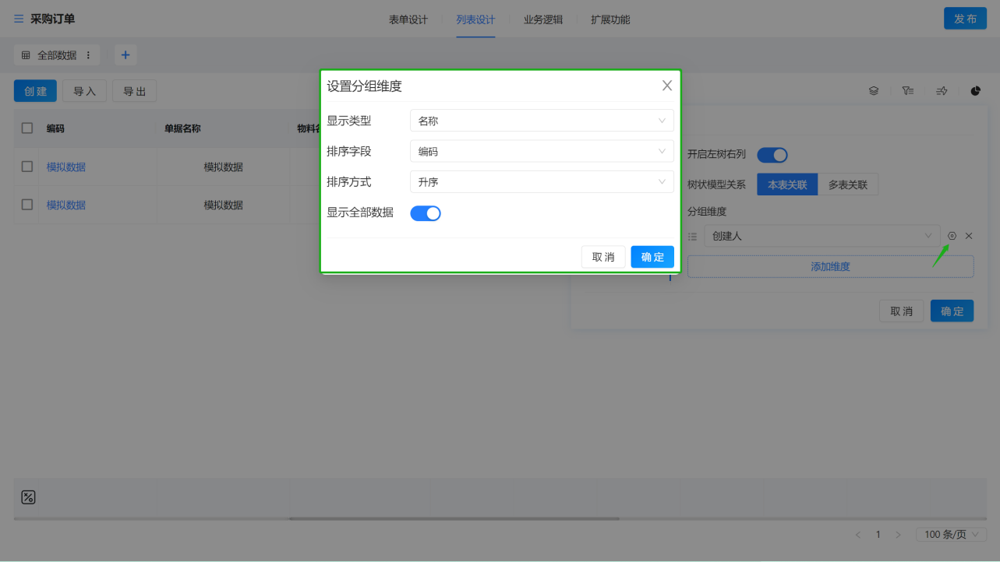 采购订单
表单设计 列表设计 业务逻辑 扩展功能
发布
全部数据
创建 导入 导出
编码 单据名称 物料
模拟数据 模拟数据
模拟数据 模拟数据
设置分组维度
显示类型 名称
排序字段 编码
排序方式 升序
显示全部数据
取消 确定
开启左树右列
树状模型关系 本表关联 多表关联
分组维度
创建人
添加维度
取消 确定
1 100 条/页